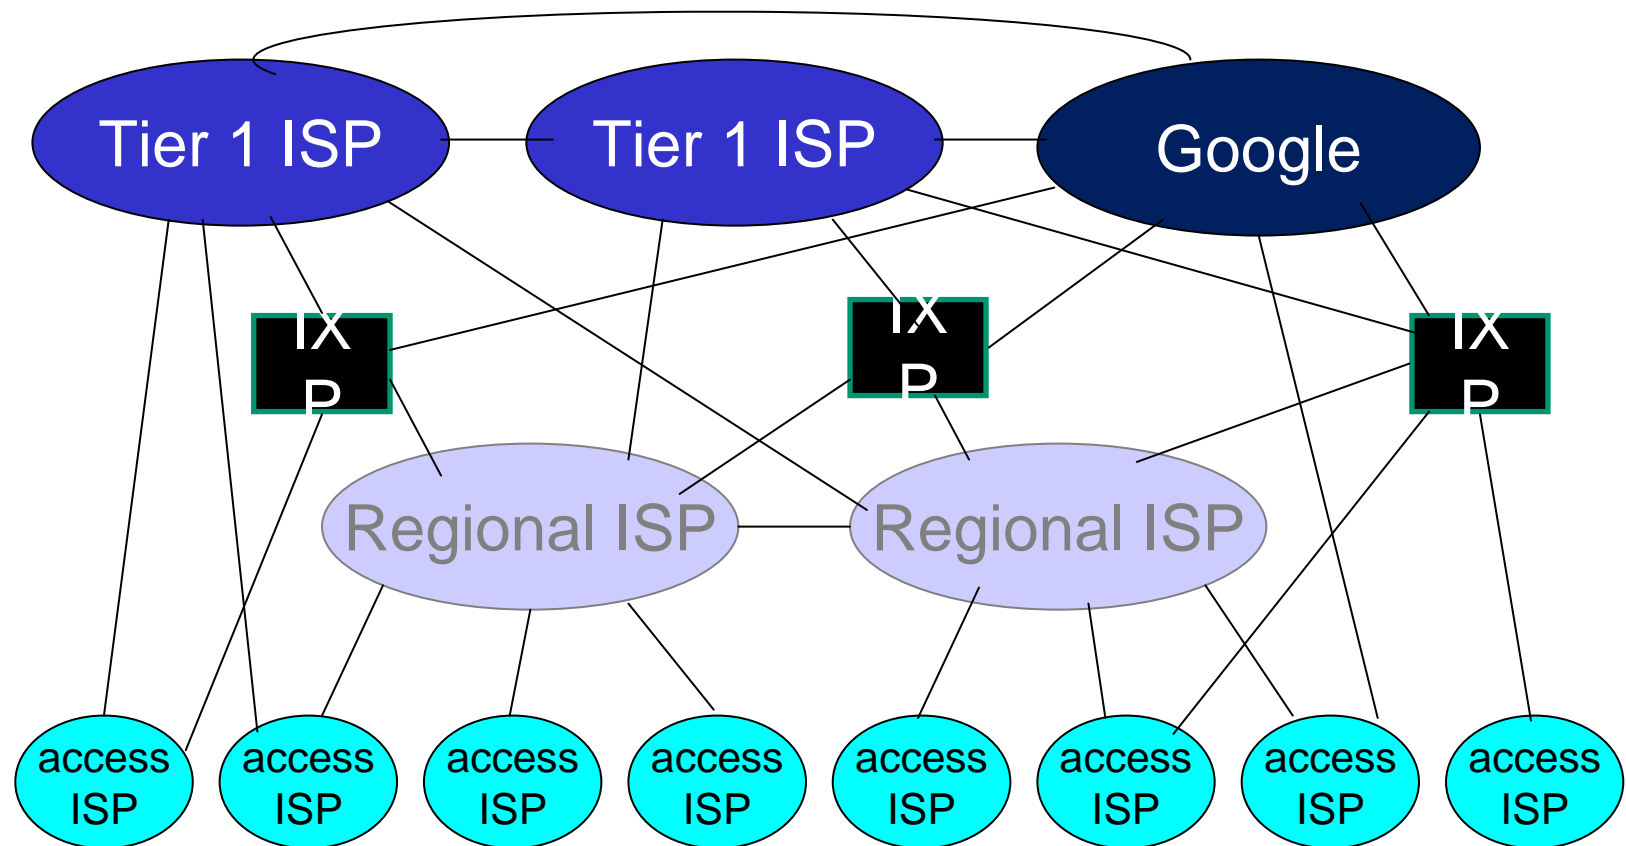 Tier 1 ISP
Tier 1 ISP
Google
IX
P
IX
P
IX
P
Regional ISP
Regional ISP
access
ISP
access
ISP
access
ISP
access
ISP
access
ISP
access
ISP
access
ISP
access
ISP